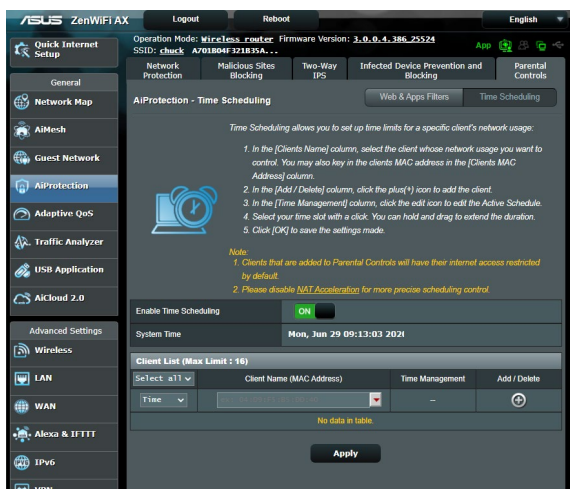 ASUS ZenWiFi AX
Logout
Reboot
English
Quick Internet
Setup
General
Network Map
AiMesh
Guest Network
AiProtection
Adaptive QoS
Traffic Analyzer
USB Application
AiCloud 2.0
Advanced Settings
Wireless
LAN
WAN
Alexa & IFTTT
IPv6
VPN
Operation Mode: Wireless router Firmware Version: 3.0.0.4.386_25524
App
SSID: chuck A701B04F321B35A...
Network
Protection
Malicious Sites
Blocking
Two-Way
IPS
Infected Device Prevention and
Blocking
Parental
Controls
AiProtection - Time Scheduling
Web & Apps Filters
Time Scheduling
Time Scheduling allows you to set up time limits for a specific client's network usage:
1. In the [Clients Name] column, select the client whose network usage you want to
control. You may also key in the clients MAC address in the [Clients MAC
Address] column.
2. In the [Add / Delete] column, click the plus(+) icon to add the client.
3. In the [Time Management] column, click the edit icon to edit the Active Schedule.
4. Select your time slot with a click. You can hold and drag to extend the duration.
5. Click [OK] to save the settings made.
Note:
1. Clients that are added to Parental Controls will have their internet access restricted
by default.
2. Please disable NAT Acceleration for more precise scheduling control.
Enable Time Scheduling
ON
System Time
Mon, Jun 29 09:13:03 202
Client List (Max Limit : 16)
Select all
Client Name (MAC Address)
Time Management
Add / Delete
Time
–
No data in table.
Apply